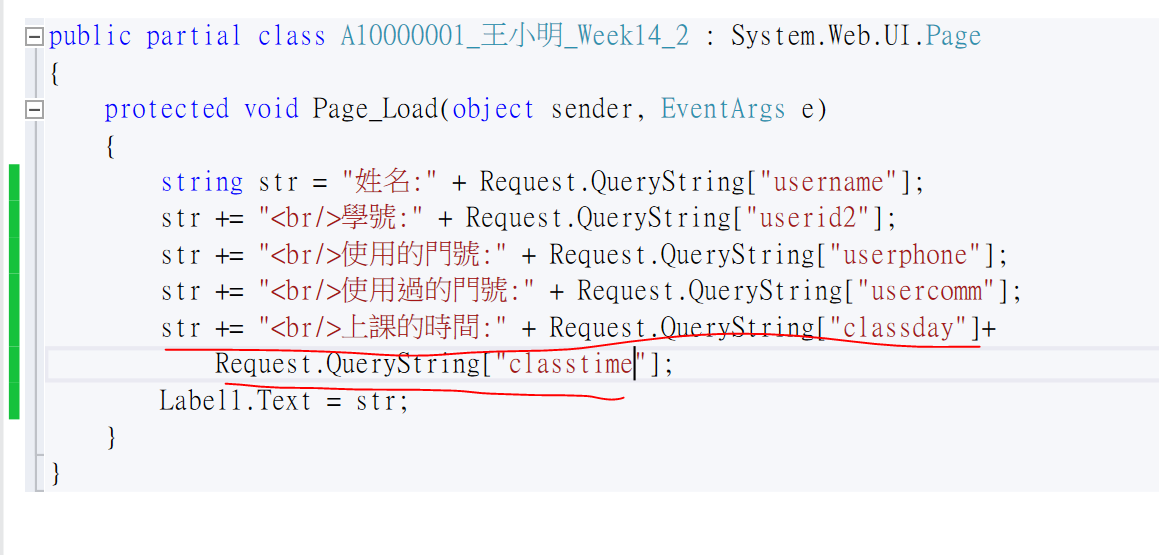 public partial class A10000001_王小明_Week14_2 : System.Web.UI.Page
{
protected void Page_Load(object sender, EventArgs e)
{
string str = "姓名:" + Request.QueryString["username"];
str += "<br/>學號:" + Request.QueryString["userid2"];
str += "<br/>使用的門號:" + Request.QueryString["userphone"];
str += "<br/>使用過的門號:" + Request.QueryString["usercomm"];
str += "<br/>上課的時間:" + Request.QueryString["classday"]+
Request.QueryString["classtime"];
Label1.Text = str;
}
}